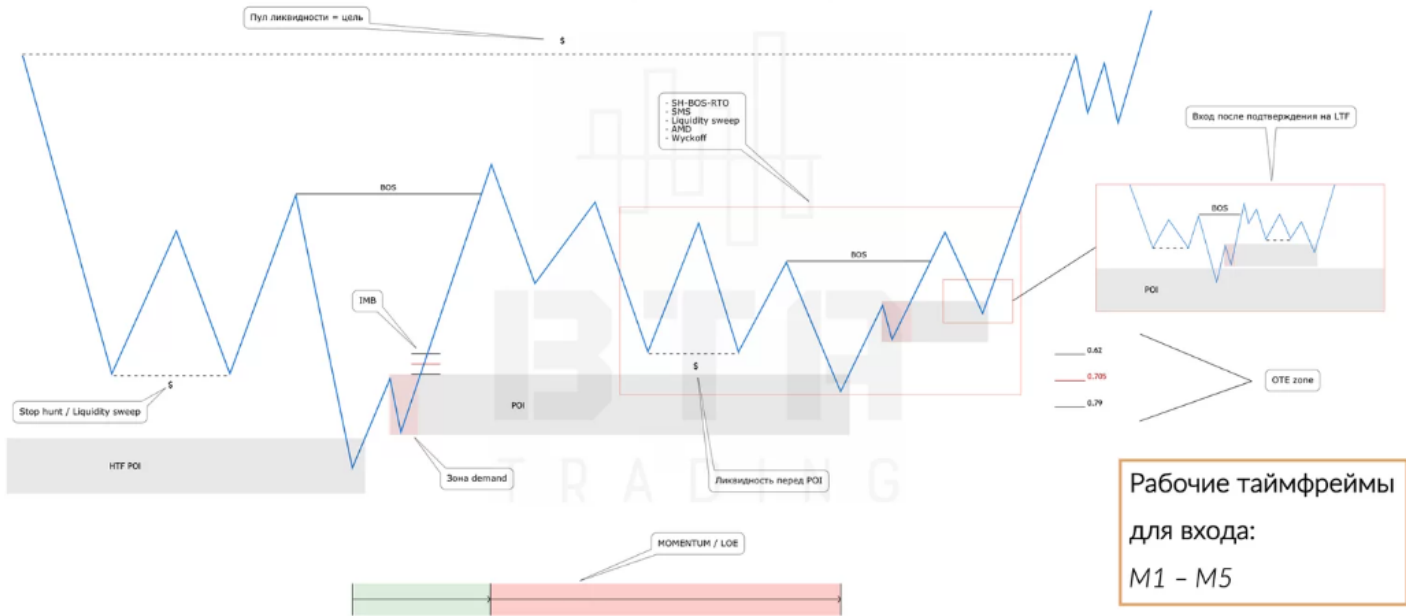 Пул ликвидности = цель
$
- SH-BOS-RTO
- SMS
- Liquidity sweep
- AMD
- Wyckoff
Вход после подтверждения на LTF
BOS
BOS
BOS
IMB
POI
$
Stop hunt / Liquidity sweep
$
POI
HTF POI
Зона demand
Ликвидность перед POI
0.62
0.705
0.79
OTE zone
BTA
TRADING
MOMENTUM / LOE
Рабочие таймфреймы
для входа:
M1 – M5